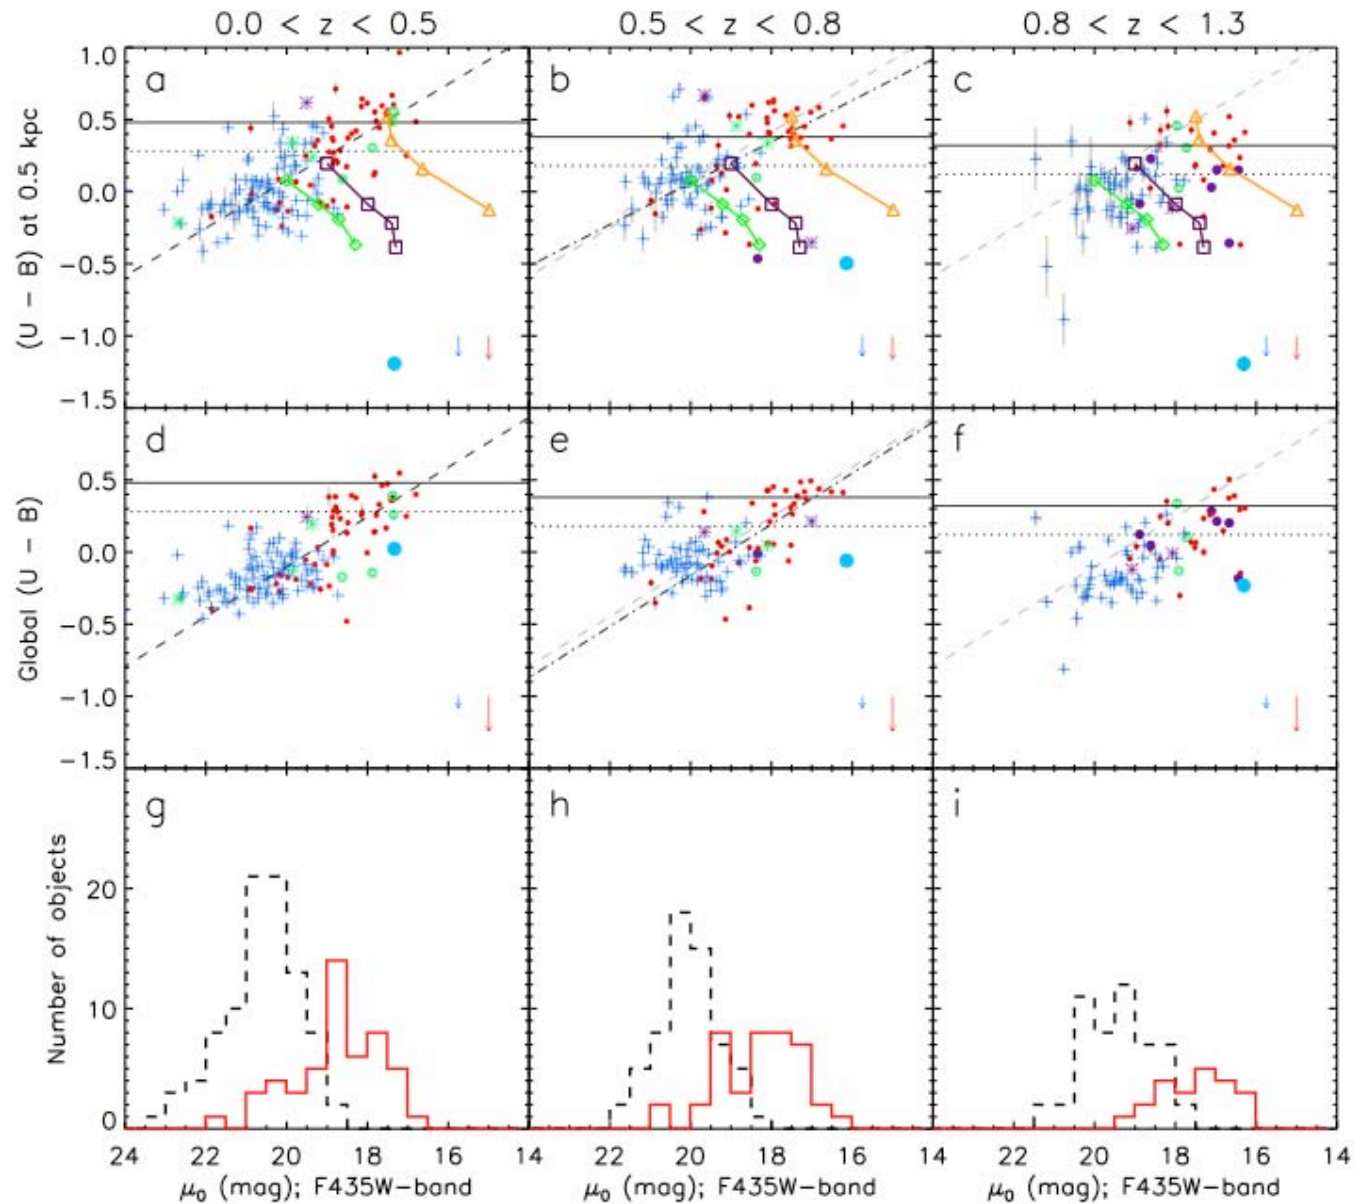 0.0 < z < 0.5
0.5 < z < 0.8
0.8 < z < 1.3
a
b
c
(U − B) at 0.5 kpc
1.0
0.5
0.0
−0.5
−1.0
−1.5
d
e
f
Global (U − B)
0.5
0.0
−0.5
−1.0
−1.5
g
h
i
Number of objects
20
10
0
24 22 20 18 16
22 20 18 16
14 22 20 18 16 14
μ₀ (mag); F435W−band
μ₀ (mag); F435W−band
μ₀ (mag); F435W−band